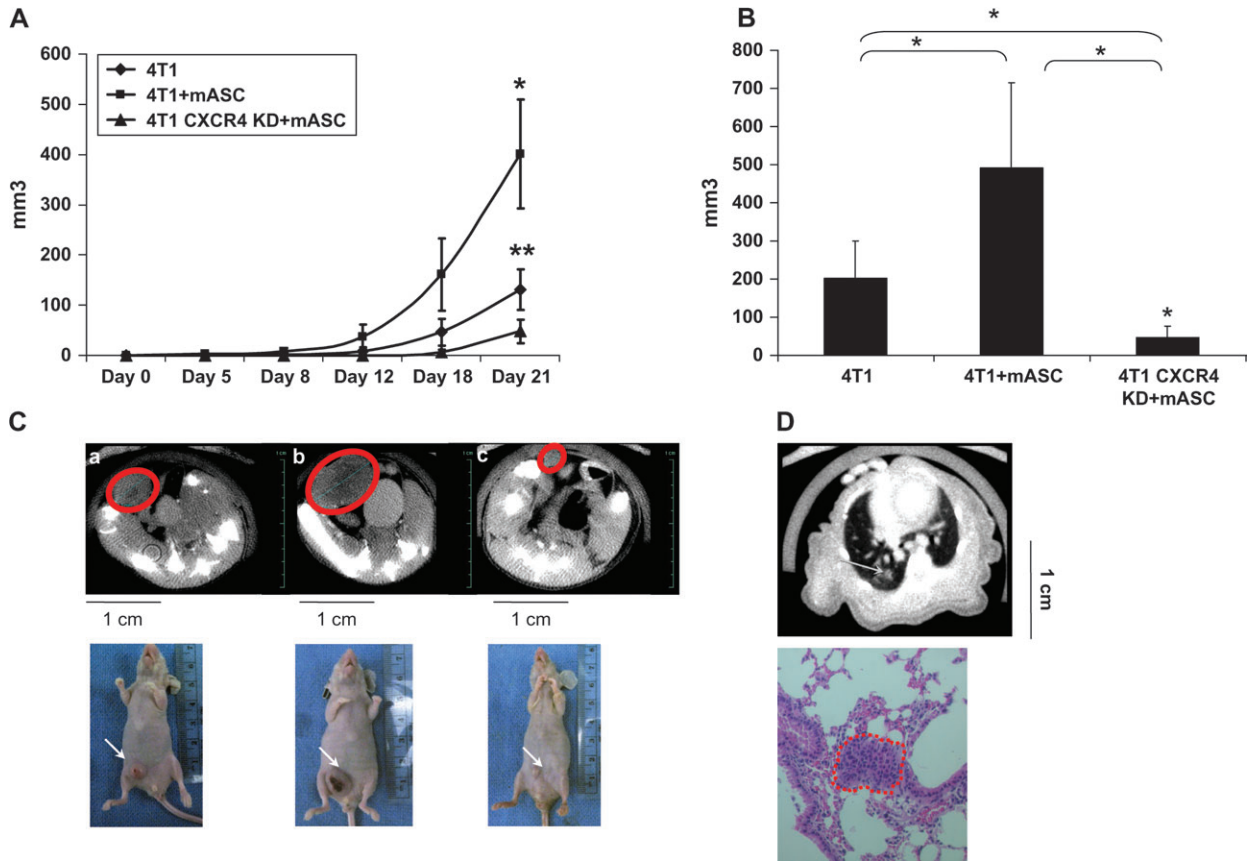 A
600
500
400
300
200
100
0
mm3
4T1
4T1+mASC
4T1 CXCR4 KD+mASC
*
**
Day 0
Day 5
Day 8
Day 12
Day 18
Day 21
B
800
700
600
500
400
300
200
100
0
mm3
*
*
*
*
4T1
4T1+mASC
4T1 CXCR4
KD+mASC
C
a
b
c
1 cm
1 cm
1 cm
D
1 cm